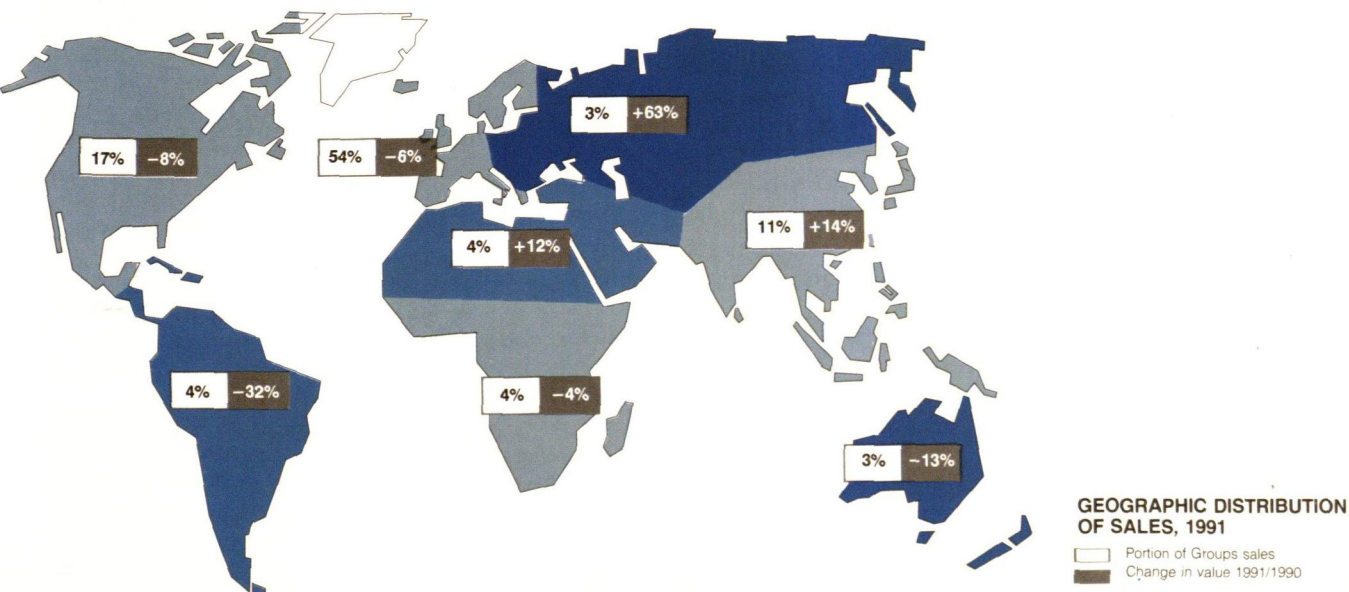 3% +63%
17% −8%
54% −6%
11% +14%
4% +12%
4% −32%
4% −4%
3% −13%
GEOGRAPHIC DISTRIBUTION
OF SALES, 1991
Portion of Groups sales
Change in value 1991/1990